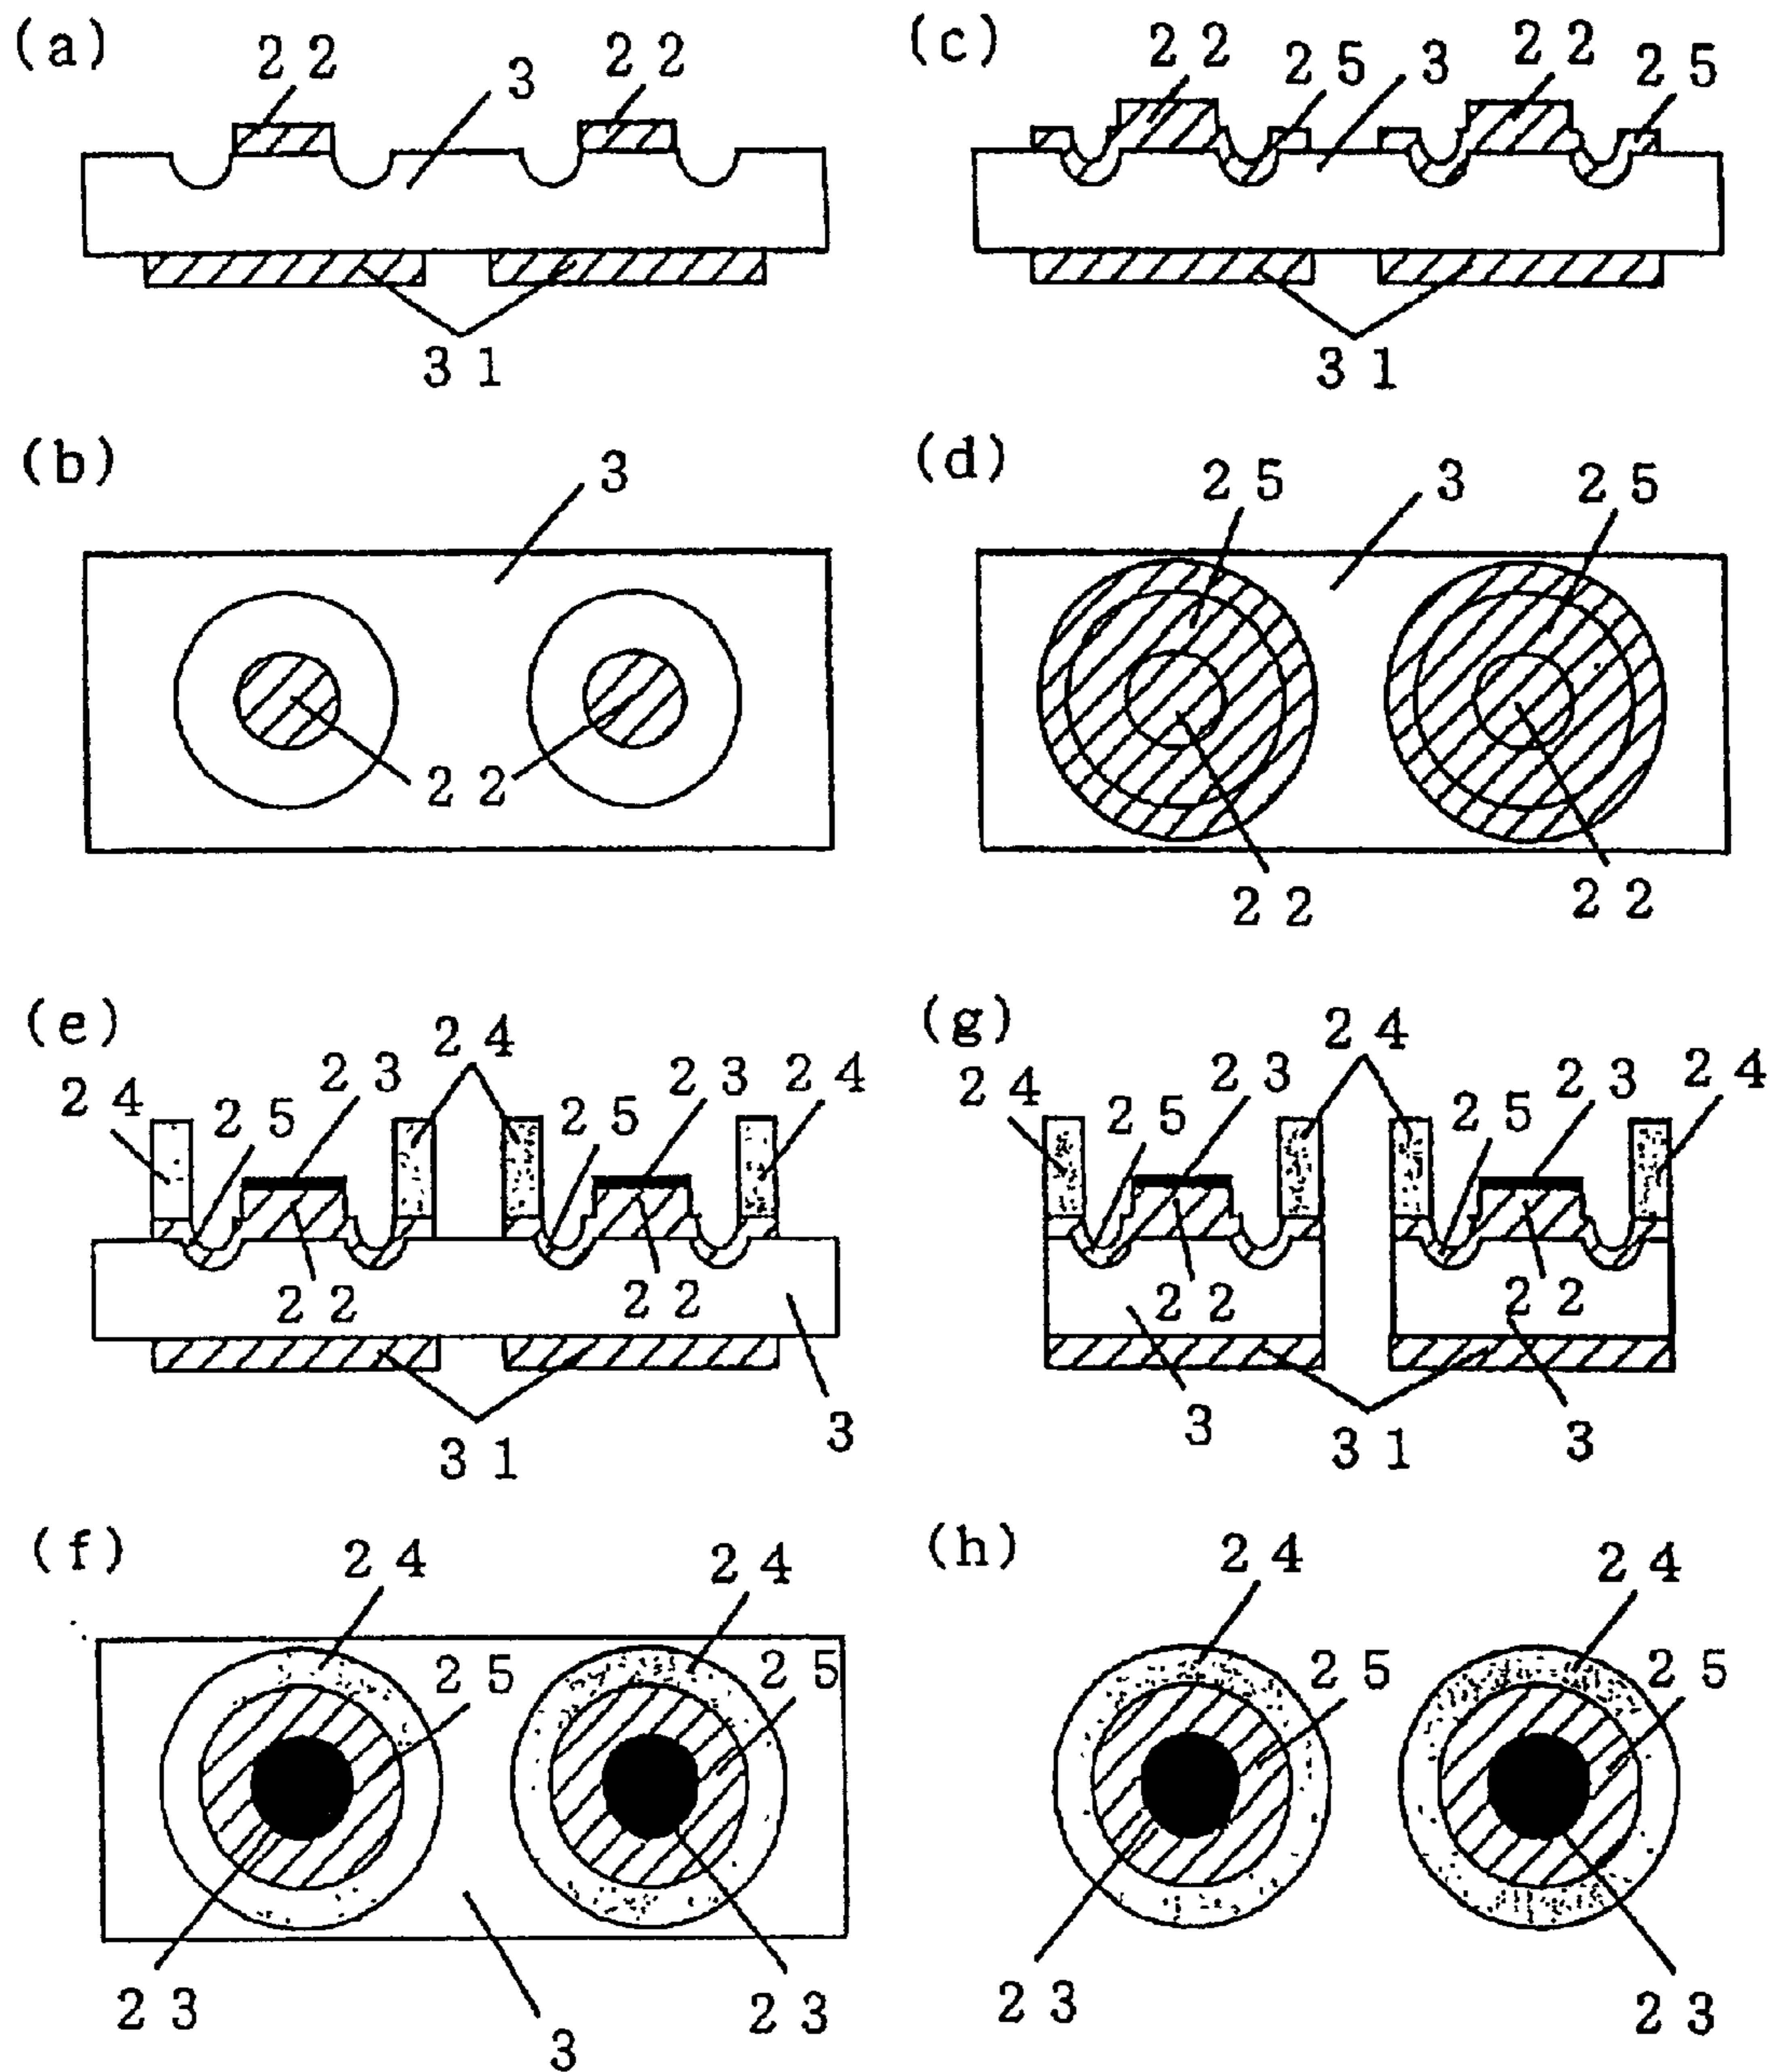 (a) 22 22 3
31
(c) 22 25 3 22 25
31
(b) 3
22
(d) 25 3 25
22 22
(e) 24 23 24 23 24
25 25
22 22
31 3
(g) 24 23 24 23 24
25 25
22 22
3 31 3
(f) 24 24
25 25
23 3 23
(h) 24 24
25 25
23 23